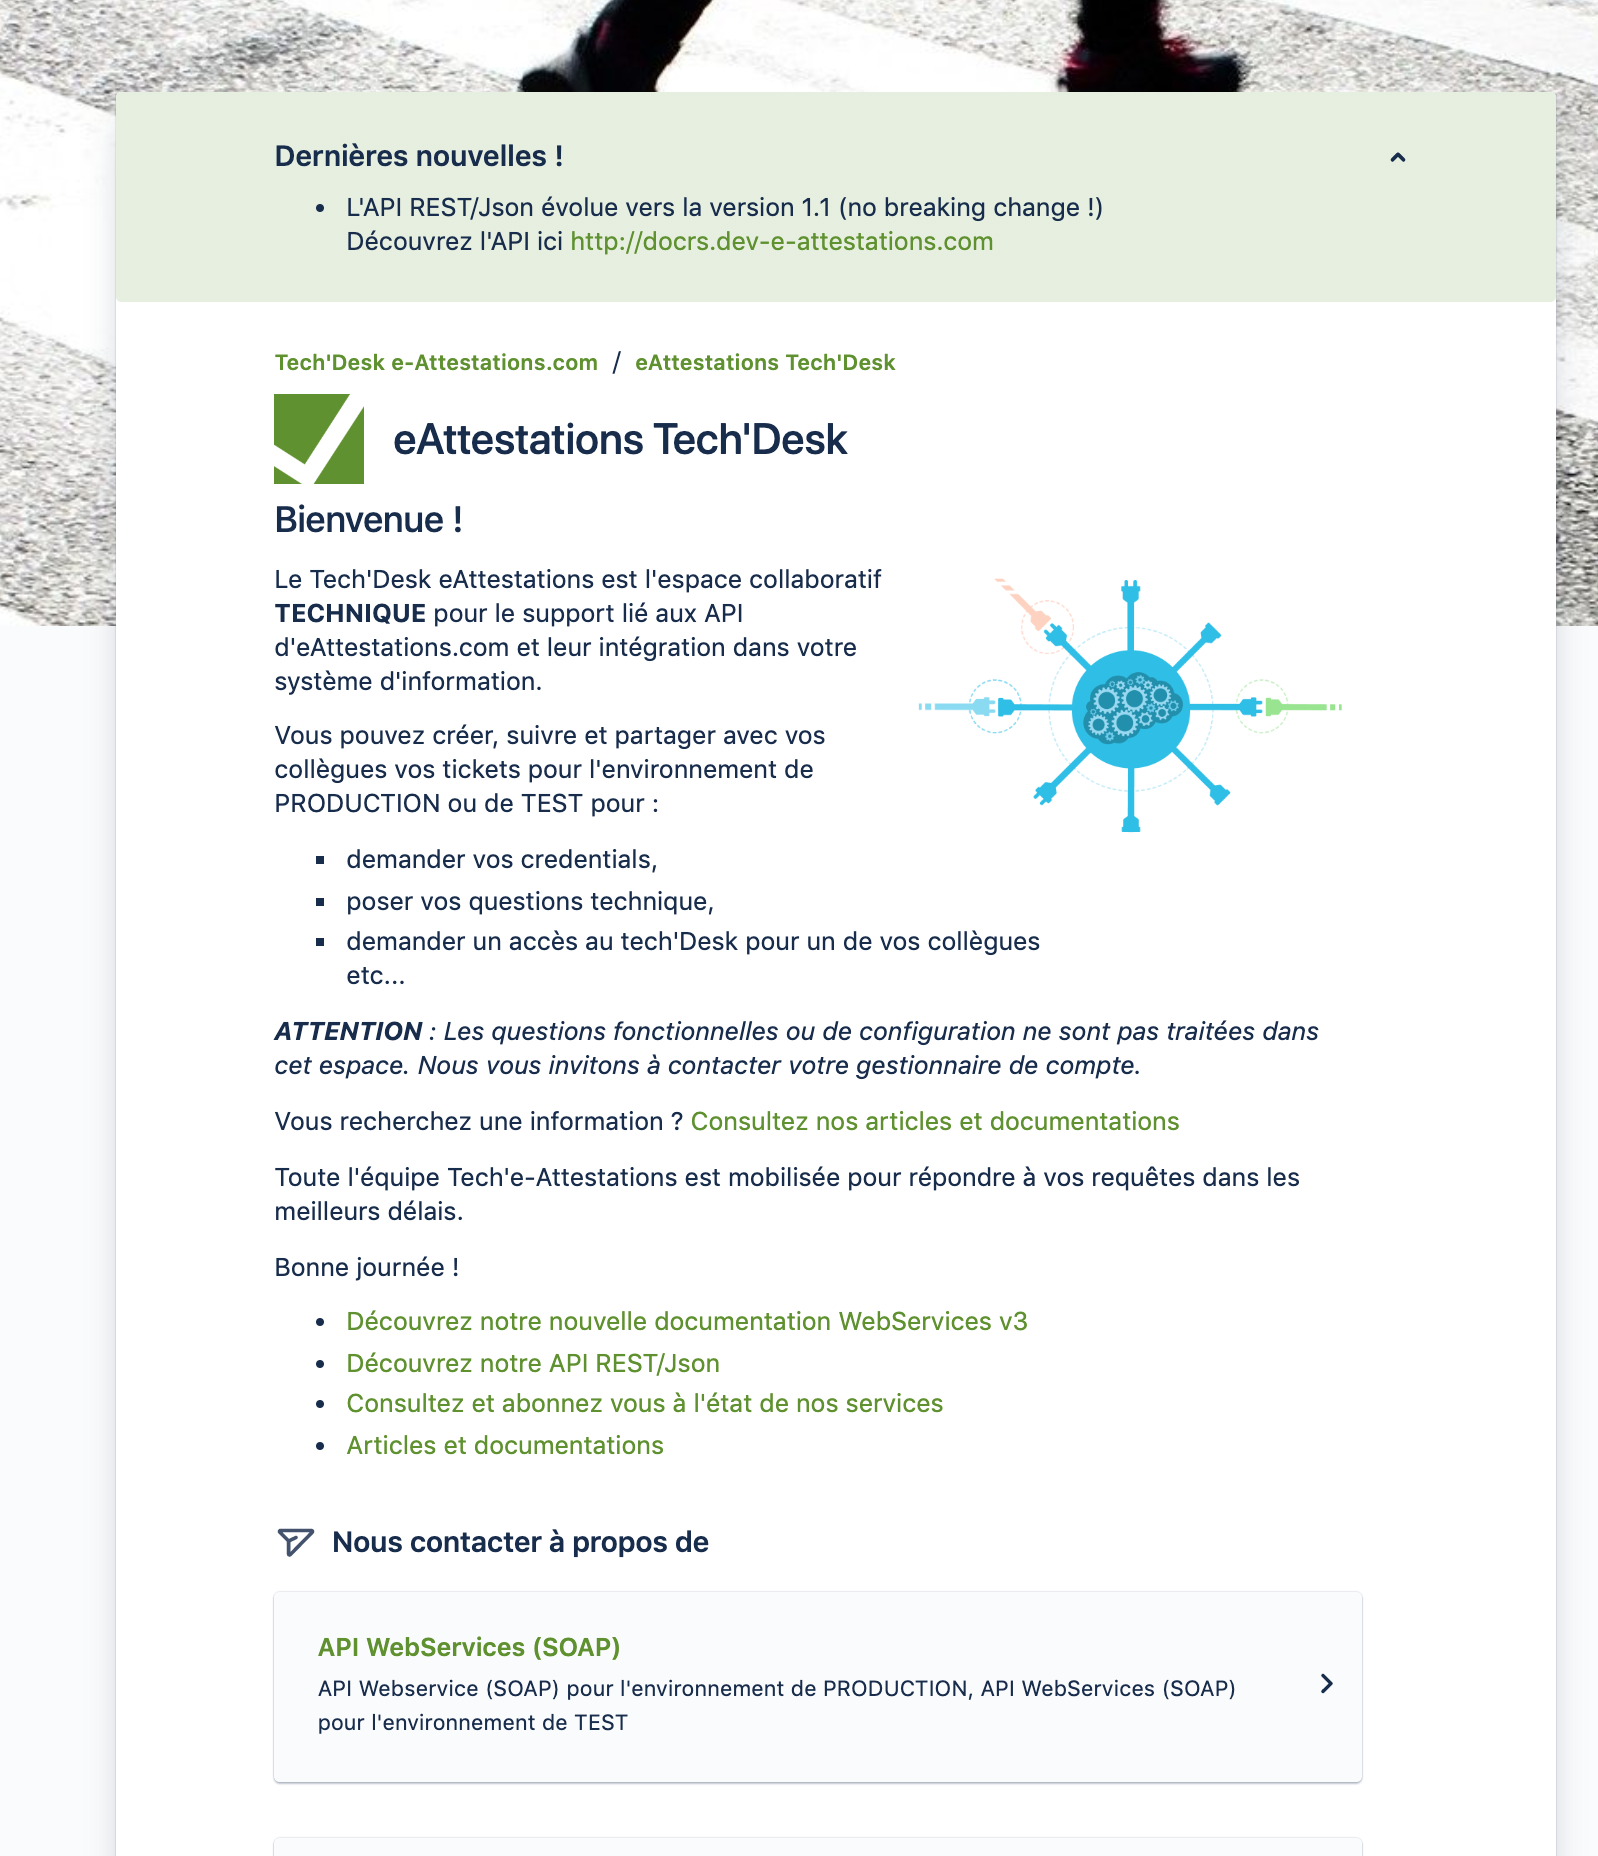 Dernières nouvelles !
• L'API REST/Json évolue vers la version 1.1 (no breaking change !)
Découvrez l'API ici http://docrs.dev-e-attestations.com
Tech'Desk e-Attestations.com / eAttestations Tech'Desk
eAttestations Tech'Desk
Bienvenue !
Le Tech'Desk eAttestations est l'espace collaboratif
TECHNIQUE pour le support lié aux API
d'eAttestations.com et leur intégration dans votre
système d'information.
Vous pouvez créer, suivre et partager avec vos
collègues vos tickets pour l'environnement de
PRODUCTION ou de TEST pour :
▪ demander vos credentials,
▪ poser vos questions technique,
▪ demander un accès au tech'Desk pour un de vos collègues
etc...
ATTENTION : Les questions fonctionnelles ou de configuration ne sont pas traitées dans
cet espace. Nous vous invitons à contacter votre gestionnaire de compte.
Vous recherchez une information ? Consultez nos articles et documentations
Toute l'équipe Tech'e-Attestations est mobilisée pour répondre à vos requêtes dans les
meilleurs délais.
Bonne journée !
• Découvrez notre nouvelle documentation WebServices v3
• Découvrez notre API REST/Json
• Consultez et abonnez vous à l'état de nos services
• Articles et documentations
Nous contacter à propos de
API WebServices (SOAP)
API Webservice (SOAP) pour l'environnement de PRODUCTION, API WebServices (SOAP)
pour l'environnement de TEST